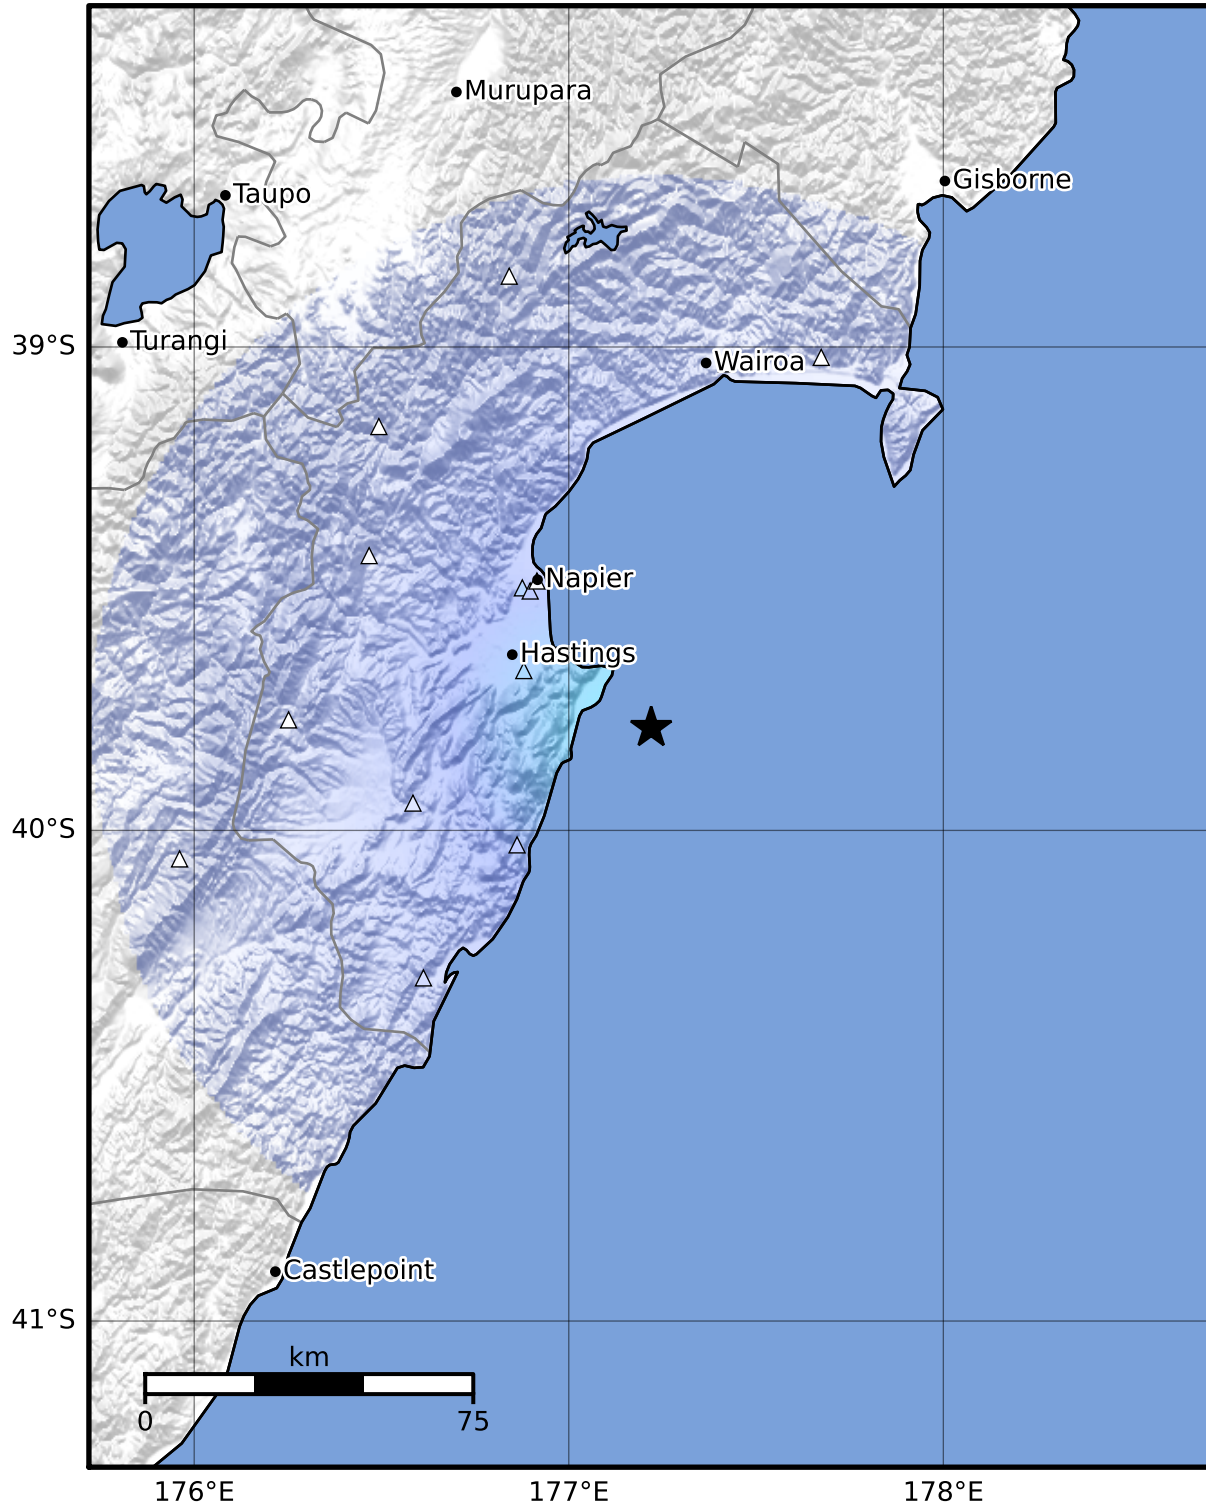 Murupara
Gisborne
Taupo
Turangi
39°S
Wairoa
Napier
Hastings
40°S
Castlepoint
41°S
km
0
75
176°E
177°E
178°E